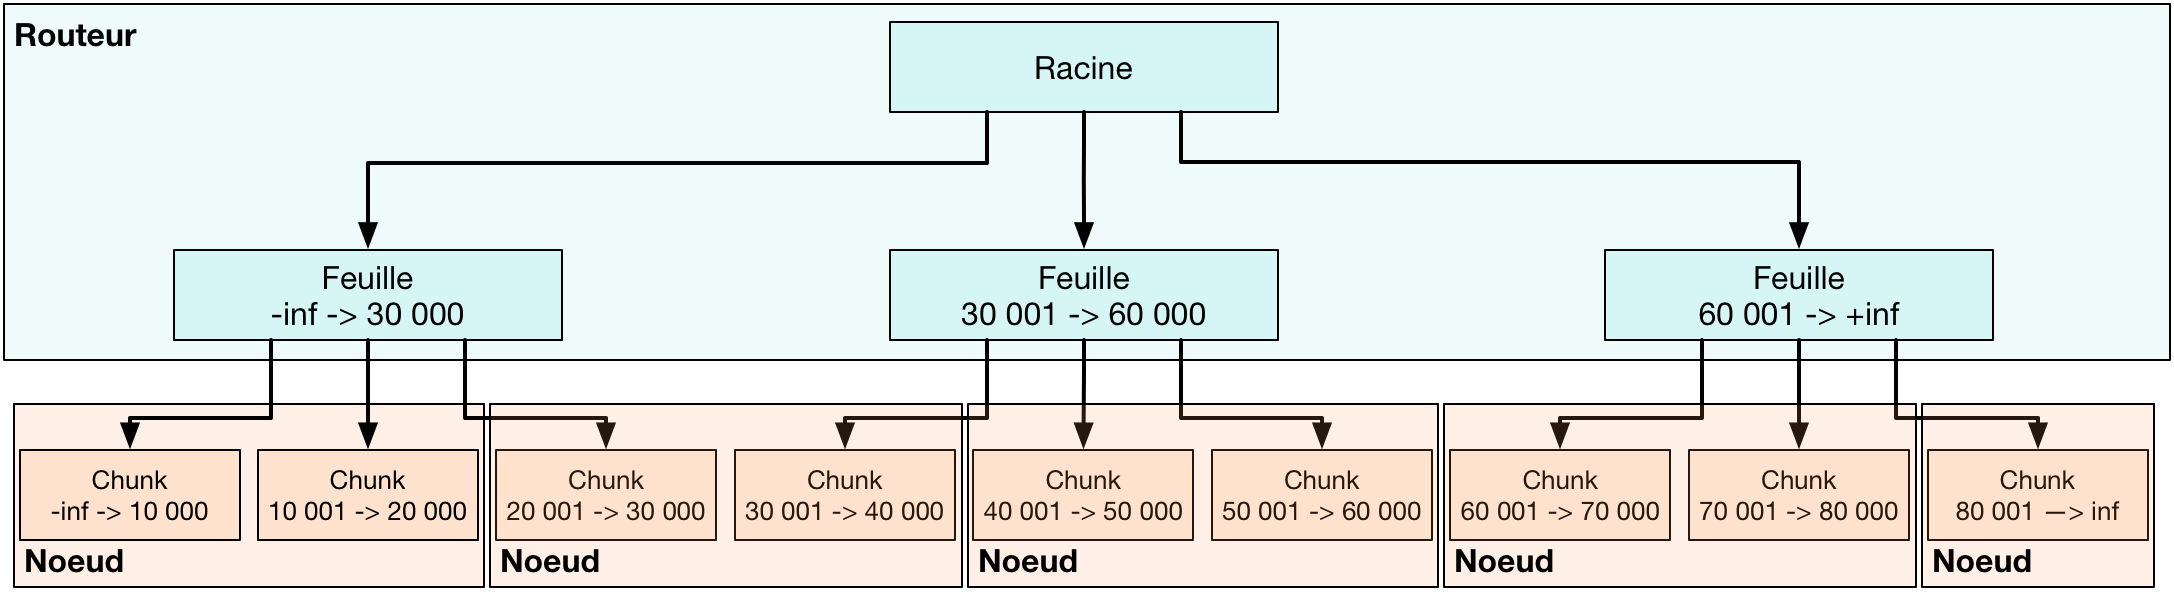 Routeur
Racine
Feuille
-inf -> 30 000
Feuille
30 001 -> 60 000
Feuille
60 001 -> +inf
Chunk
-inf -> 10 000
Chunk
10 001 -> 20 000
Chunk
20 001 -> 30 000
Chunk
30 001 -> 40 000
Chunk
40 001 -> 50 000
Chunk
50 001 -> 60 000
Chunk
60 001 -> 70 000
Chunk
70 001 -> 80 000
Chunk
80 001 —> inf
Noeud
Noeud
Noeud
Noeud
Noeud